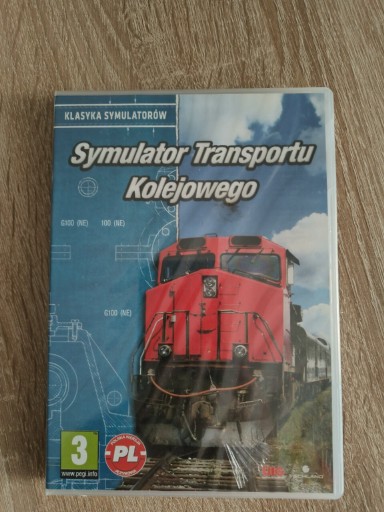 KLASYKA SYMULATORÓW
Symulator Transportu
Kolejowego
G100 (NE) 100 (NE)
G100 (NE)
3
www.pegi.info
PL